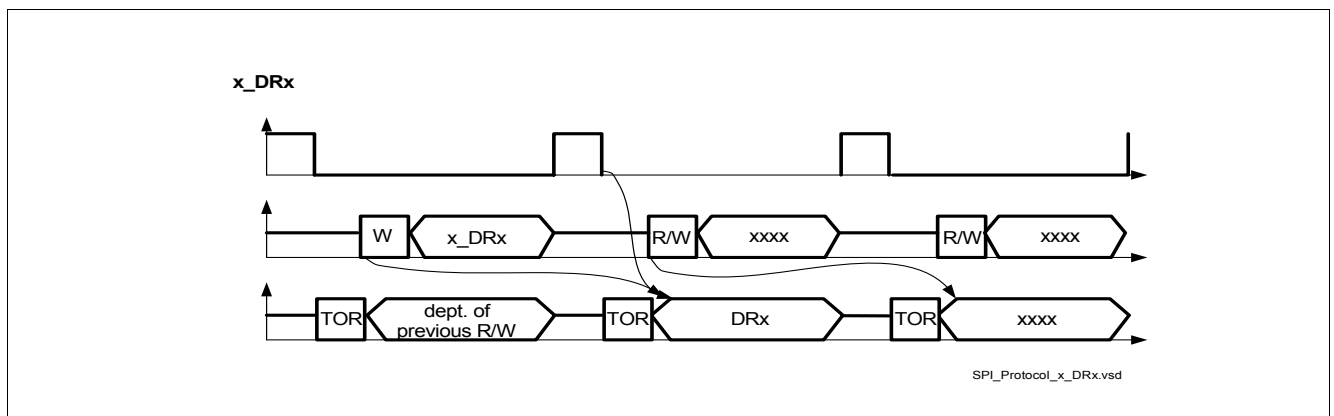 x_DRx
W x_DRx R/W xxxx R/W xxxx
TOR dept. of TOR DRx TOR xxxx
previous R/W
SPI_Protocol_x_DRx.vsd